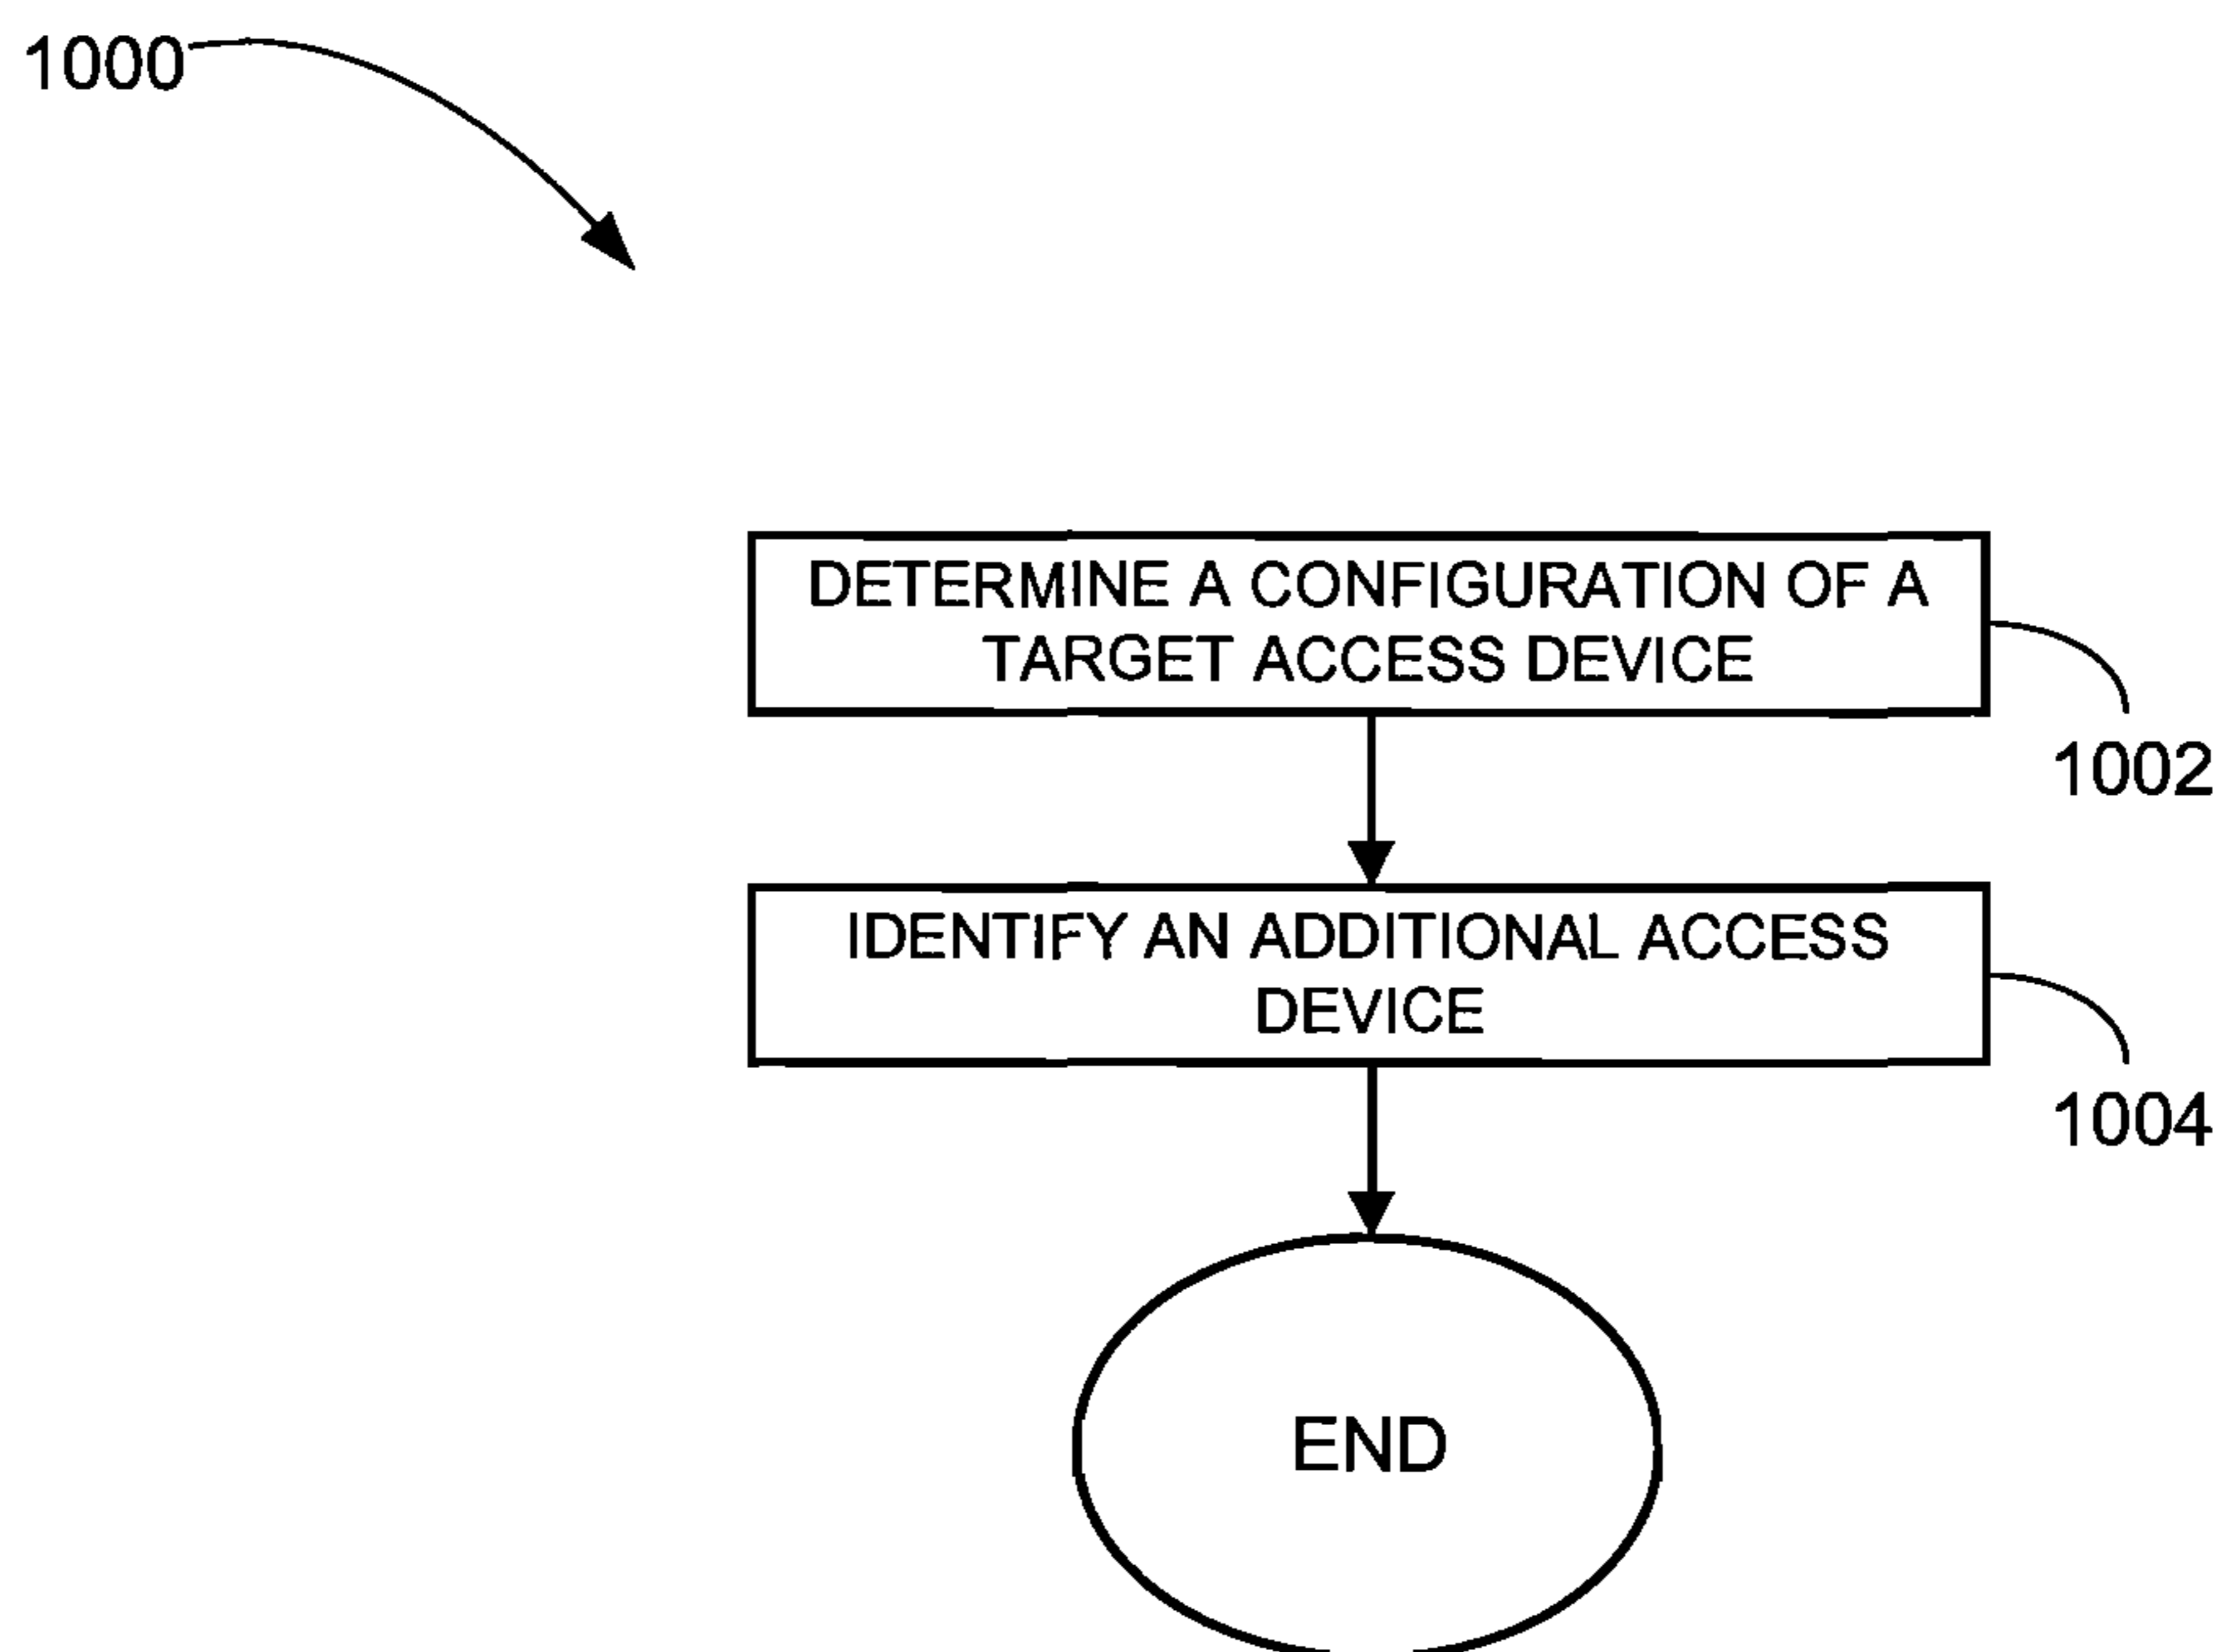 1000
DETERMINE A CONFIGURATION OF A
TARGET ACCESS DEVICE
1002
IDENTIFY AN ADDITIONAL ACCESS
DEVICE
1004
END